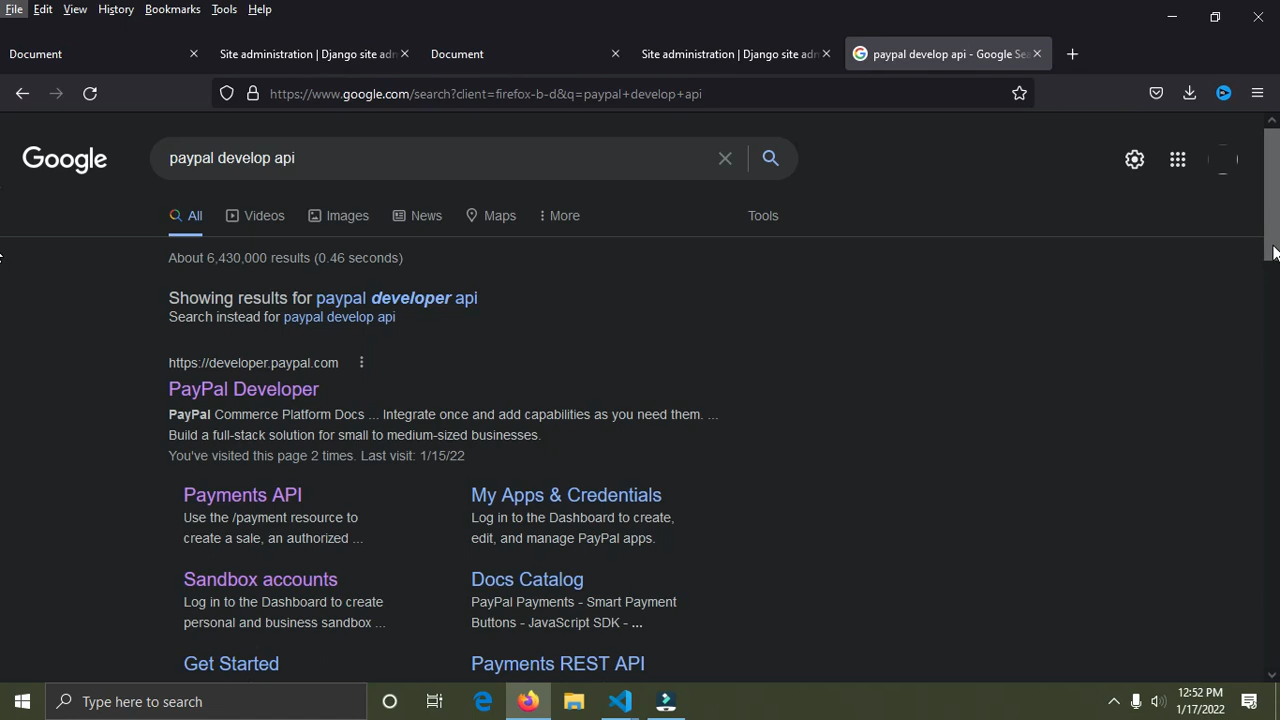 File Edit View History Bookmarks Tools Help
Document Site administration | Django site adn Document Site administration | Django site adn paypal develop api - Google Se
https://www.google.com/search?client=firefox-b-d&q=paypal+develop+api
Google paypal develop api
All Videos Images News Maps More Tools
About 6,430,000 results (0.46 seconds)
Showing results for paypal developer api
Search instead for paypal develop api
https://developer.paypal.com
PayPal Developer
PayPal Commerce Platform Docs ... Integrate once and add capabilities as you need them. ...
Build a full-stack solution for small to medium-sized businesses.
You've visited this page 2 times. Last visit: 1/15/22
Payments API
Use the /payment resource to
create a sale, an authorized ...
My Apps & Credentials
Log in to the Dashboard to create,
edit, and manage PayPal apps.
Sandbox accounts
Log in to the Dashboard to create
personal and business sandbox ...
Docs Catalog
PayPal Payments - Smart Payment
Buttons - JavaScript SDK - ...
Get Started
Payments REST API
Type here to search
12:52 PM
1/17/2022